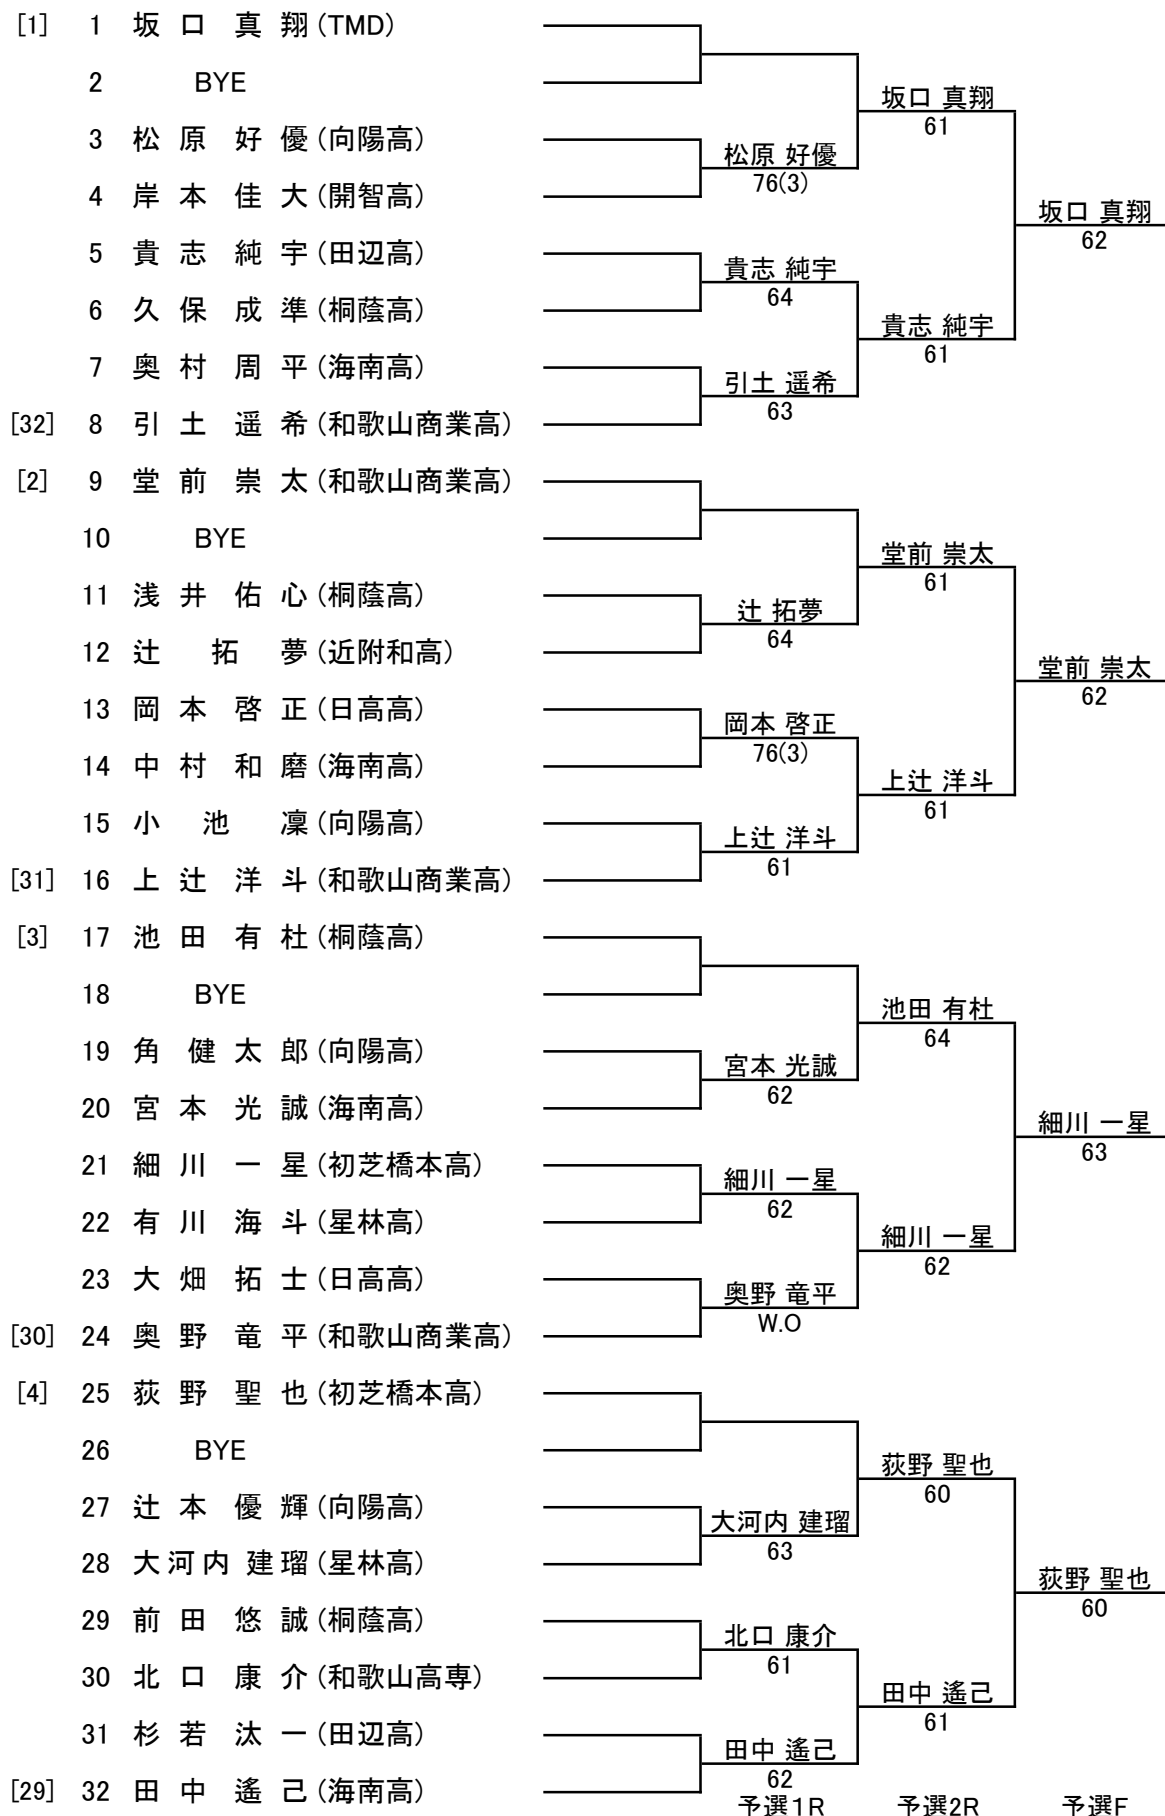 [1] 1 坂口 真翔(TMD)
2 BYE
坂口 真翔
61
3 松原 好優(向陽高)
松原 好優
76(3)
4 岸本 佳大(開智高)
坂口 真翔
62
5 貴志 純宇(田辺高)
貴志 純宇
64
6 久保 成準(桐蔭高)
貴志 純宇
61
7 奥村 周平(海南高)
引土 遥希
63
[32] 8 引土 遥希(和歌山商業高)
[2] 9 堂前 崇太(和歌山商業高)
10 BYE
堂前 崇太
61
11 浅井 佑心(桐蔭高)
辻 拓夢
64
12 辻 拓夢(近附和高)
堂前 崇太
62
13 岡本 啓正(日高高)
岡本 啓正
76(3)
14 中村 和磨(海南高)
上辻 洋斗
61
15 小池 凜(向陽高)
上辻 洋斗
61
[31] 16 上辻 洋斗(和歌山商業高)
[3] 17 池田 有杜(桐蔭高)
18 BYE
池田 有杜
64
19 角 健太郎(向陽高)
宮本 光誠
62
20 宮本 光誠(海南高)
細川 一星
63
21 細川 一星(初芝橋本高)
細川 一星
62
22 有川 海斗(星林高)
細川 一星
62
23 大畑 拓士(日高高)
奥野 竜平
W.O
[30] 24 奥野 竜平(和歌山商業高)
[4] 25 荻野 聖也(初芝橋本高)
26 BYE
荻野 聖也
60
27 辻本 優輝(向陽高)
大河内 建瑠
63
28 大河内 建瑠(星林高)
荻野 聖也
60
29 前田 悠誠(桐蔭高)
北口 康介
61
30 北口 康介(和歌山高専)
田中 遙己
61
31 杉若 汰一(田辺高)
田中 遙己
62
[29] 32 田中 遙己(海南高)
予選1R 予選2R 予選F